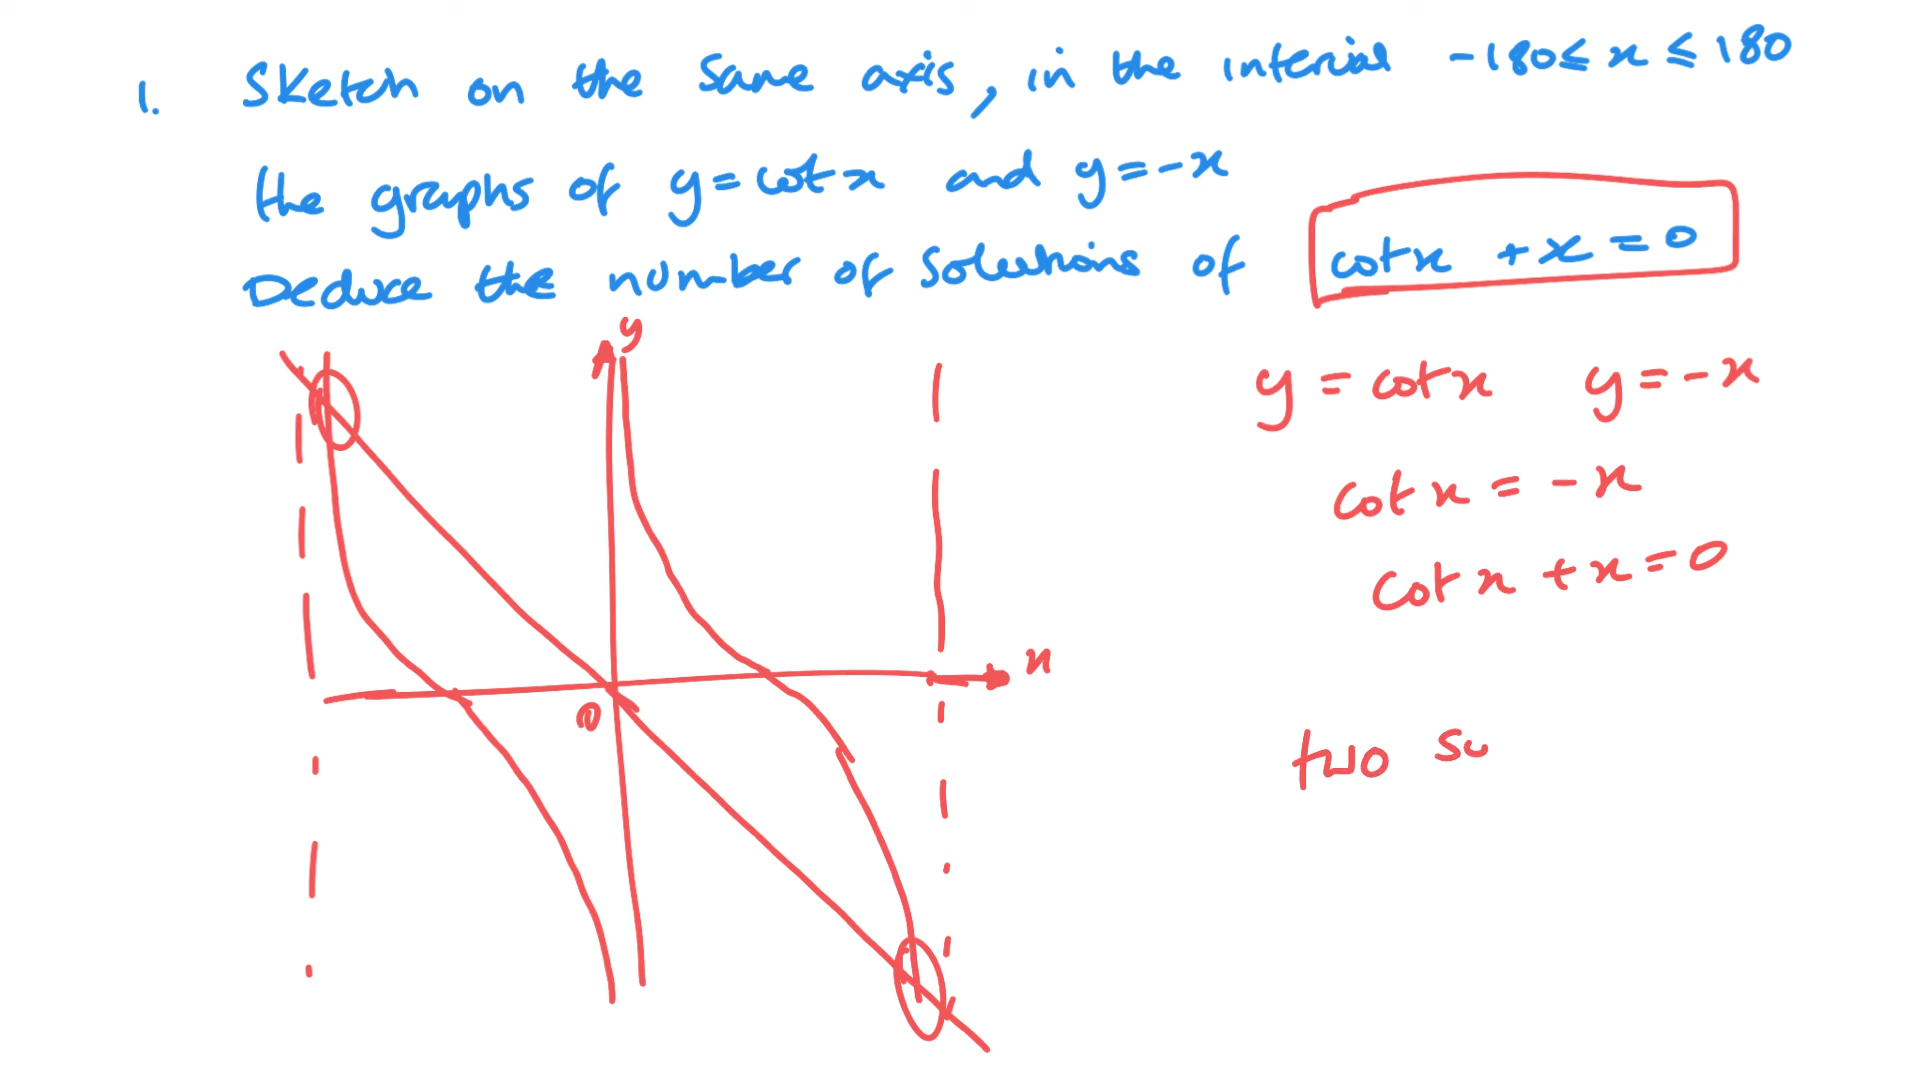 1. Sketch on the same axis, in the interval -180 ≤ x ≤ 180
the graphs of y = cot x and y = -x
Deduce the number of solutions of cot x + x = 0
y
y = cot x y = -x
cot x = -x
cot x + x = 0
x
0
two so